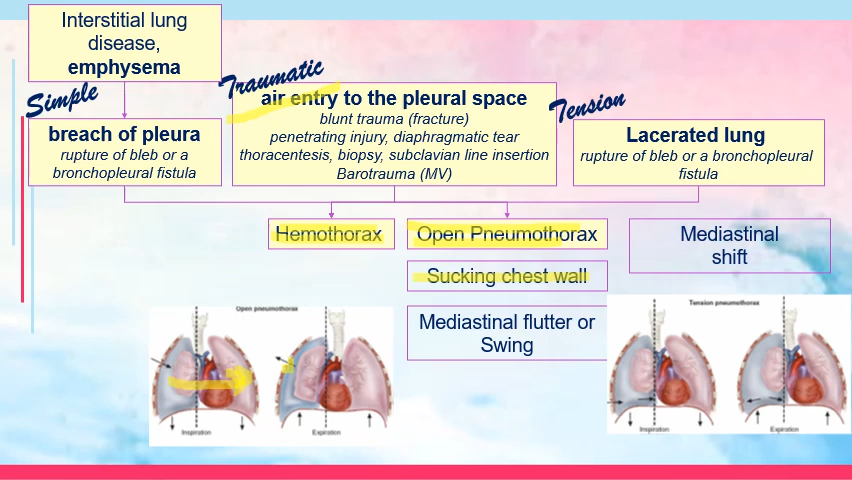 Interstitial lung
disease,
emphysema
Simple
breach of pleura
rupture of bleb or a
bronchopleural fistula
Traumatic
air entry to the pleural space
blunt trauma (fracture)
penetrating injury, diaphragmatic tear
thoracentesis, biopsy, subclavian line insertion
Barotrauma (MV)
Tension
Lacerated lung
rupture of bleb or a bronchopleural
fistula
Hemothorax
Open Pneumothorax
Sucking chest wall
Mediastinal flutter or
Swing
Mediastinal
shift
Open pneumothorax
Inspiration
Expiration
Tension pneumothorax
Inspiration
Expiration